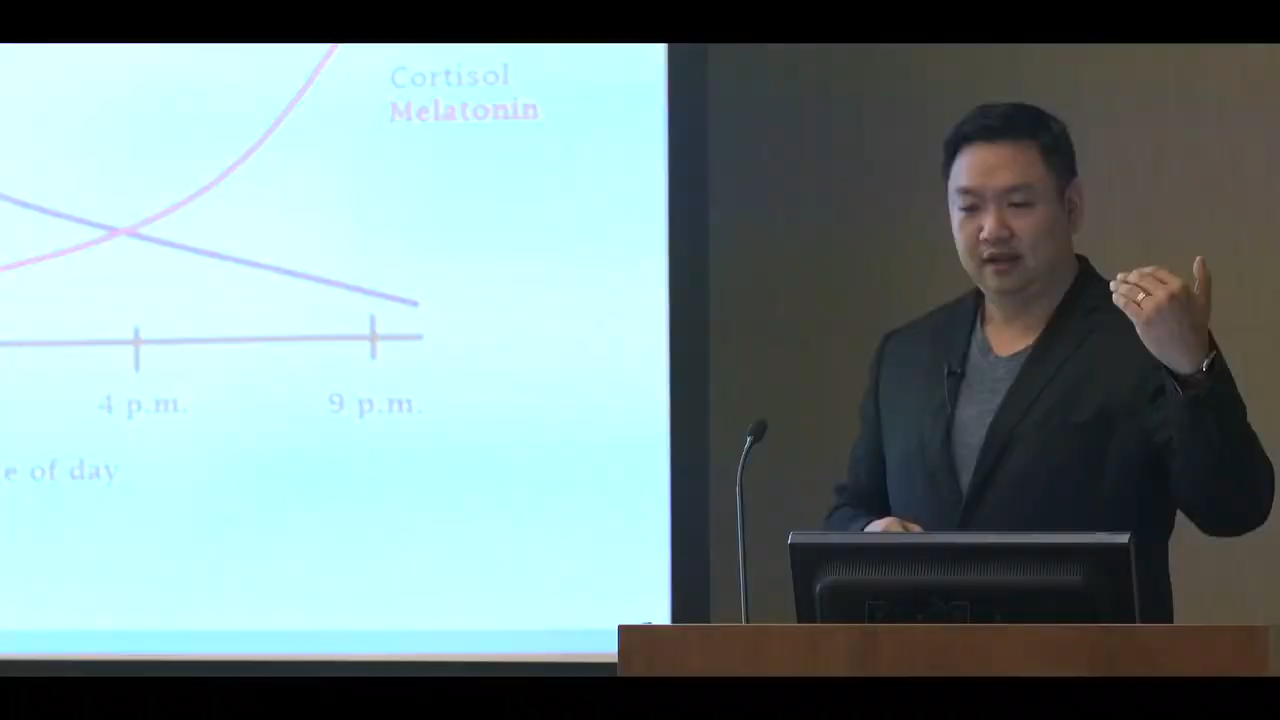 Cortisol
Melatonin
4 p.m.
9 p.m.
e of day